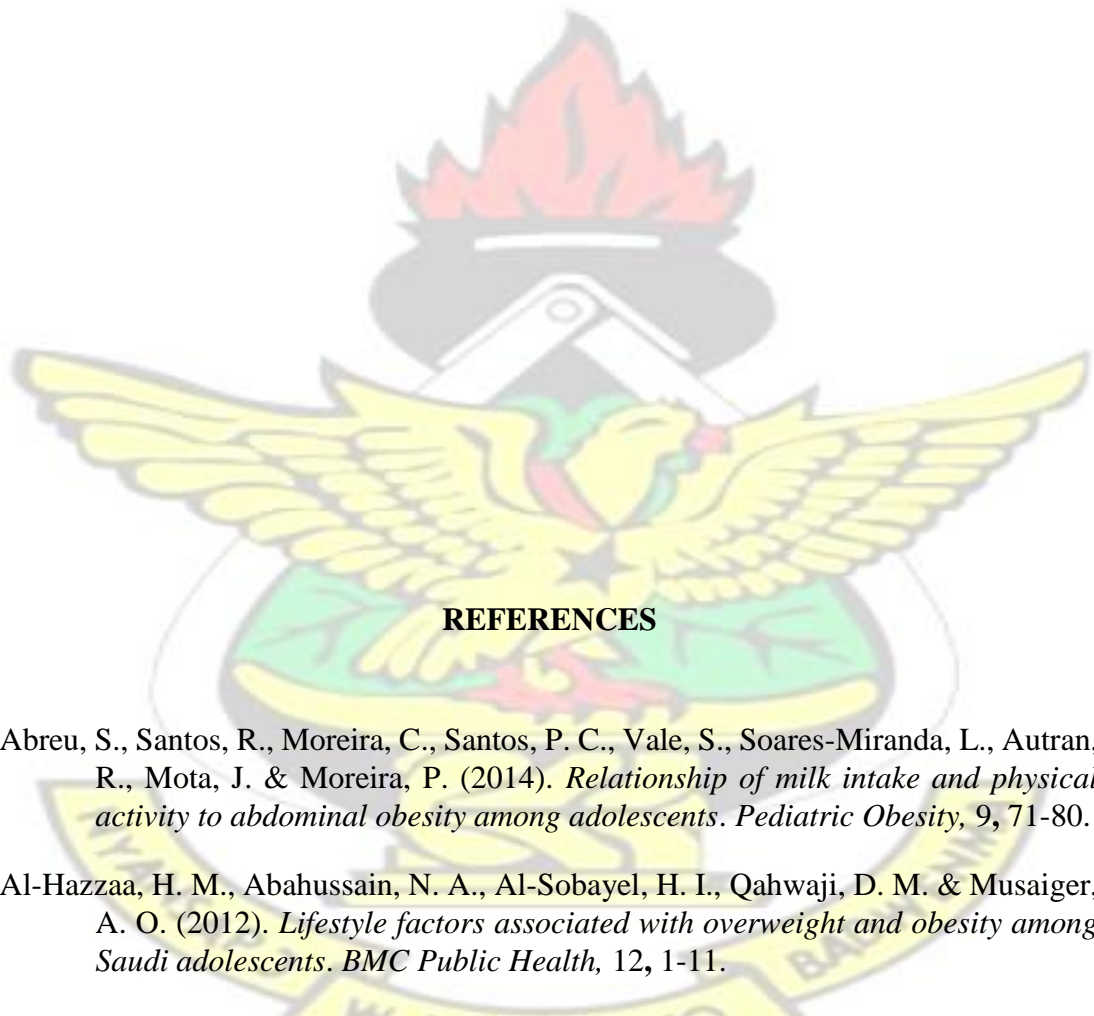 REFERENCES
Abreu, S., Santos, R., Moreira, C., Santos, P. C., Vale, S., Soares-Miranda, L., Autran,
R., Mota, J. & Moreira, P. (2014). Relationship of milk intake and physical
activity to abdominal obesity among adolescents. Pediatric Obesity, 9, 71-80.
Al-Hazzaa, H. M., Abahussain, N. A., Al-Sobayel, H. I., Qahwaji, D. M. & Musaiger,
A. O. (2012). Lifestyle factors associated with overweight and obesity among
Saudi adolescents. BMC Public Health, 12, 1-11.